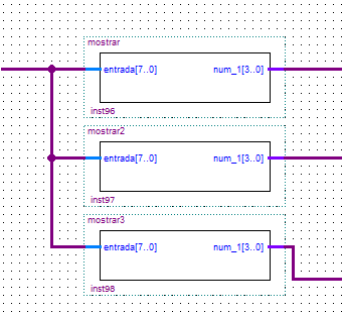 mostrar
entrada[7..0] num_1[3..0]
inst96
mostrar2
entrada[7..0] num_1[3..0]
inst97
mostrar3
entrada[7..0] num_1[3..0]
inst98